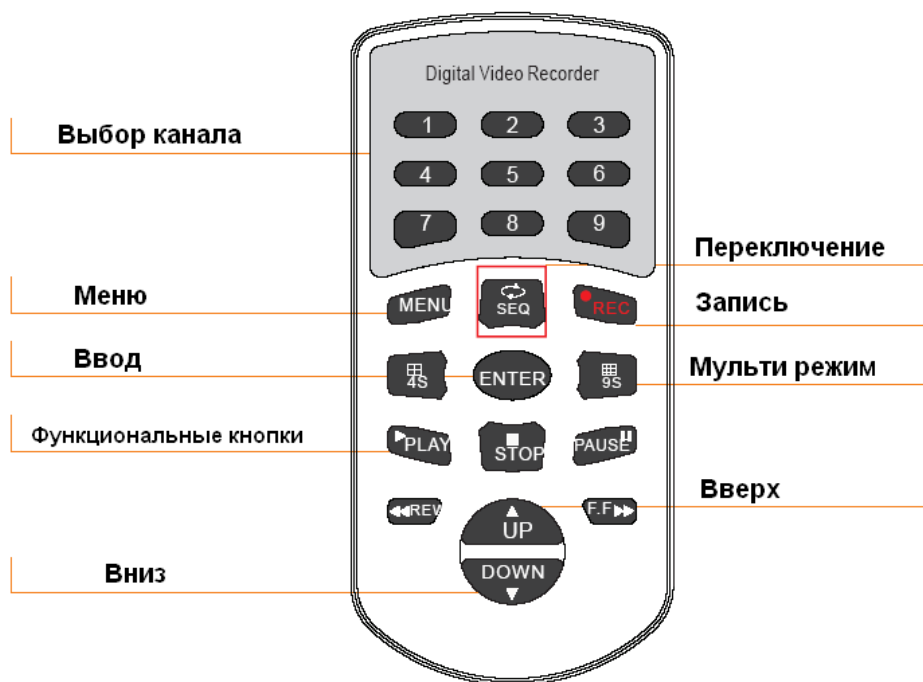 Digital Video Recorder
1 2 3
Выбор канала
4 5 6
7 8 9
Переключение
Меню
MENU
SEQ
REC
Запись
Ввод
4S
ENTER
9S
Мульти режим
Функциональные кнопки
PLAY
STOP
PAUSE
REW
UP
F.F
Вверх
DOWN
Вниз